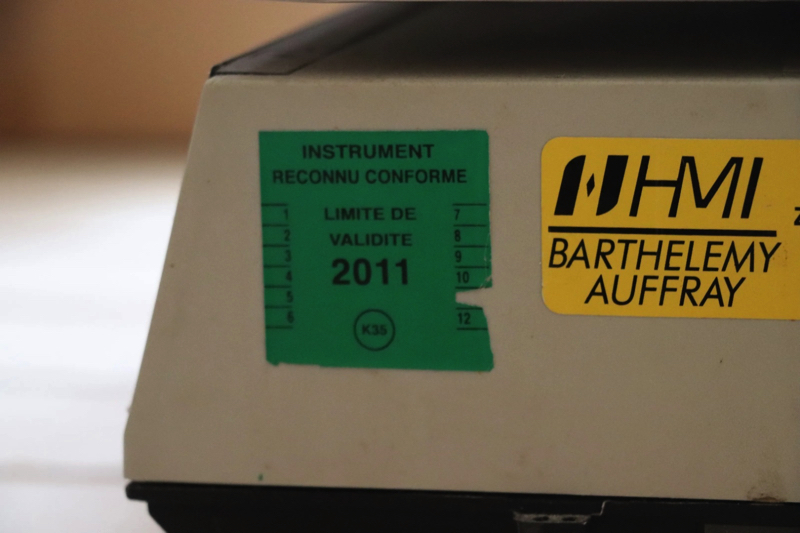 INSTRUMENT
RECONNU CONFORME
LIMITE DE
VALIDITE
2011
1
2
3
4
5
6
7
8
9
10
12
K35
HMI
BARTHELEMY
AUFFRAY